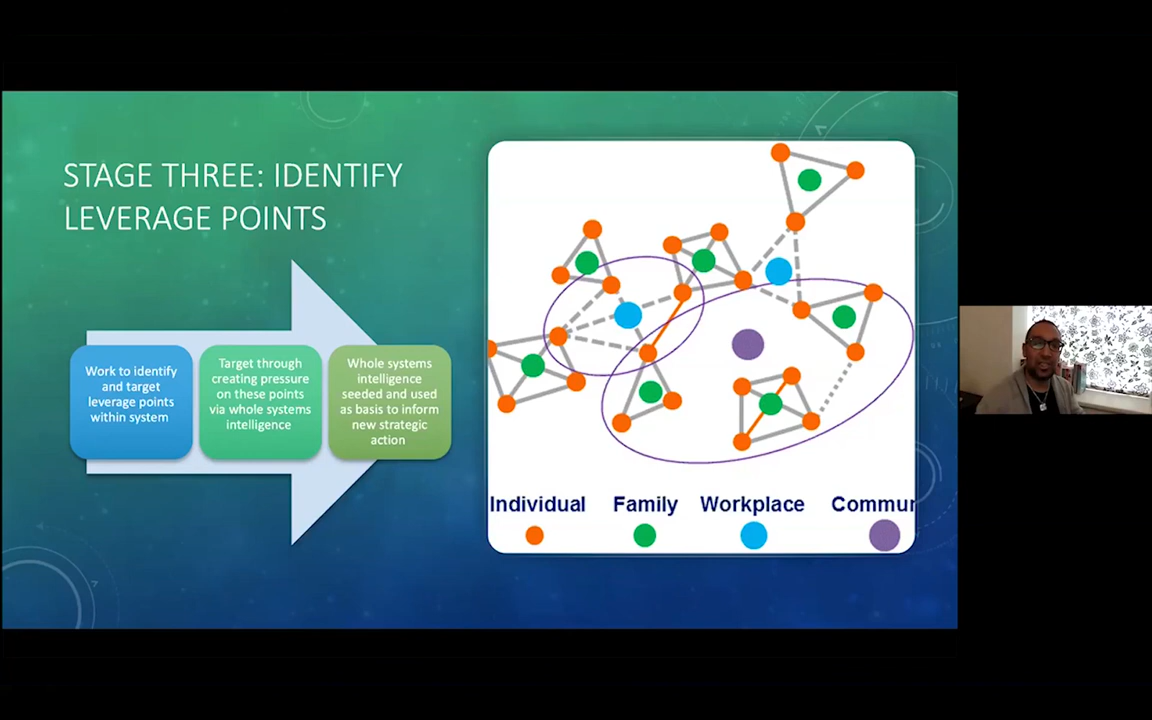 STAGE THREE: IDENTIFY
LEVERAGE POINTS
Work to identify
and target
leverage points
within system
Target through
creating pressure
on these points
via whole systems
intelligence
Whole systems
intelligence
seeded and used
as basis to inform
new strategic
action
Individual Family Workplace Commun